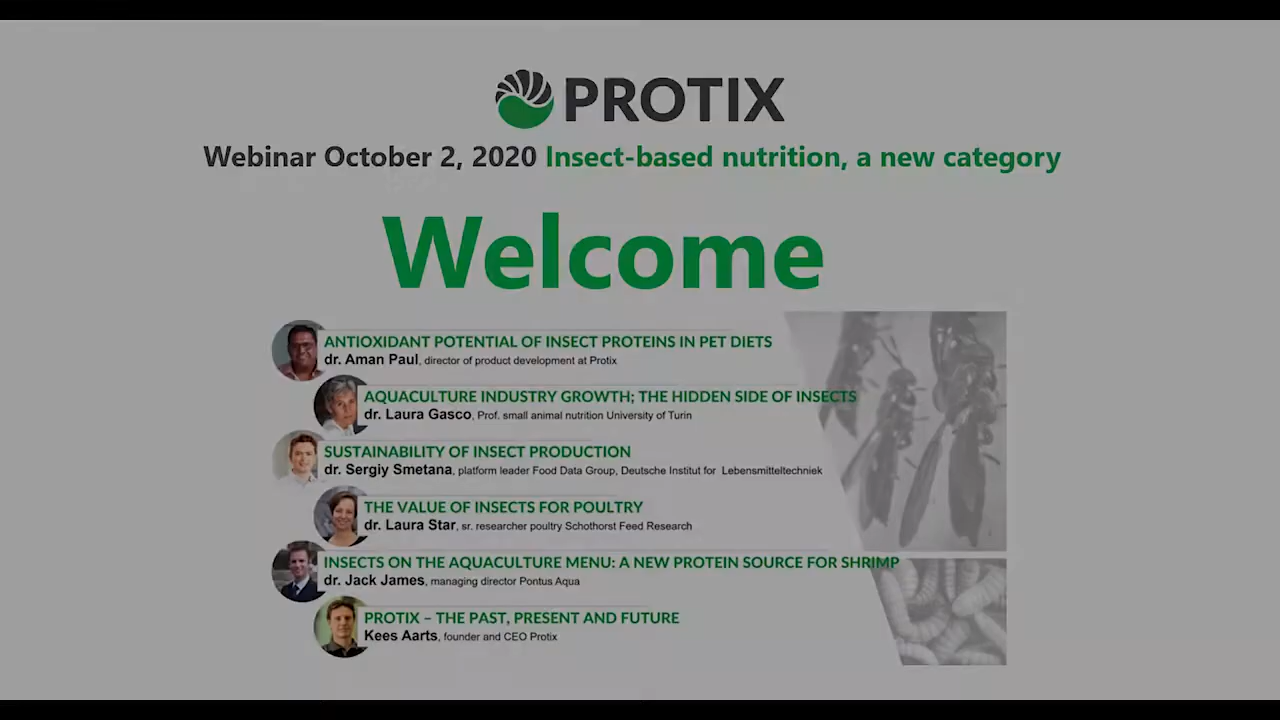 PROTIX
Webinar October 2, 2020 Insect-based nutrition, a new category
Welcome
ANTIOXIDANT POTENTIAL OF INSECT PROTEINS IN PET DIETS
dr. Aman Paul, director of product development at Protix
AQUACULTURE INDUSTRY GROWTH; THE HIDDEN SIDE OF INSECTS
dr. Laura Gasco, Prof. small animal nutrition University of Turin
SUSTAINABILITY OF INSECT PRODUCTION
dr. Sergiy Smetana, platform leader Food Data Group, Deutsche Institut for Lebensmitteltechniek
THE VALUE OF INSECTS FOR POULTRY
dr. Laura Star, sr. researcher poultry Schothorst Feed Research
INSECTS ON THE AQUACULTURE MENU: A NEW PROTEIN SOURCE FOR SHRIMP
dr. Jack James, managing director Pontus Aqua
PROTIX – THE PAST, PRESENT AND FUTURE
Kees Aarts, founder and CEO Protix